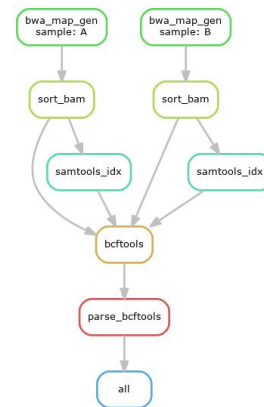 bwa_map_gen
sample: A
bwa_map_gen
sample: B
sort_bam
sort_bam
samtools_idx
samtools_idx
bcftools
parse_bcftools
all